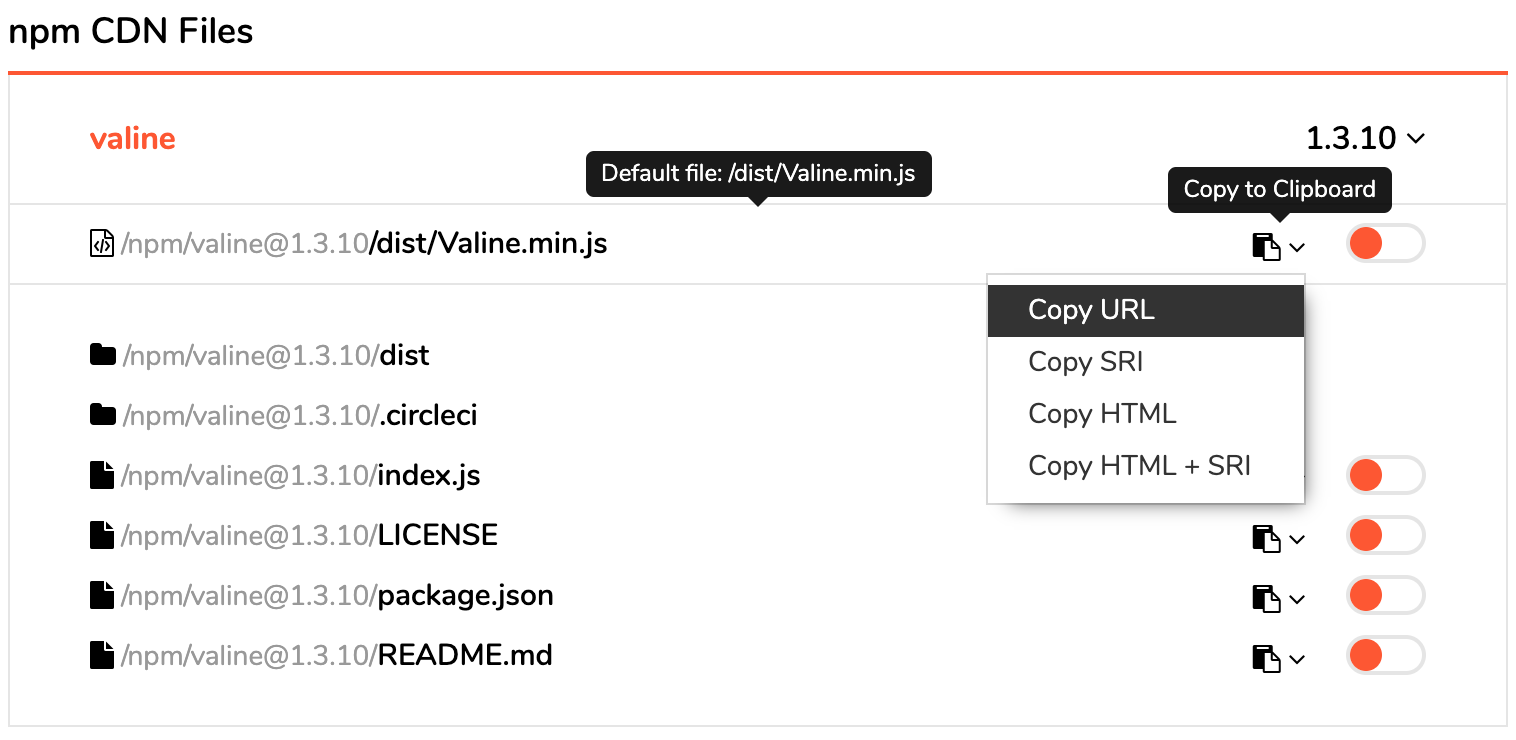 npm CDN Files
valine
1.3.10
Default file: /dist/Valine.min.js
Copy to Clipboard
/npm/valine@1.3.10/dist/Valine.min.js
Copy URL
Copy SRI
Copy HTML
Copy HTML + SRI
/npm/valine@1.3.10/dist
/npm/valine@1.3.10/.circleci
/npm/valine@1.3.10/index.js
/npm/valine@1.3.10/LICENSE
/npm/valine@1.3.10/package.json
/npm/valine@1.3.10/README.md